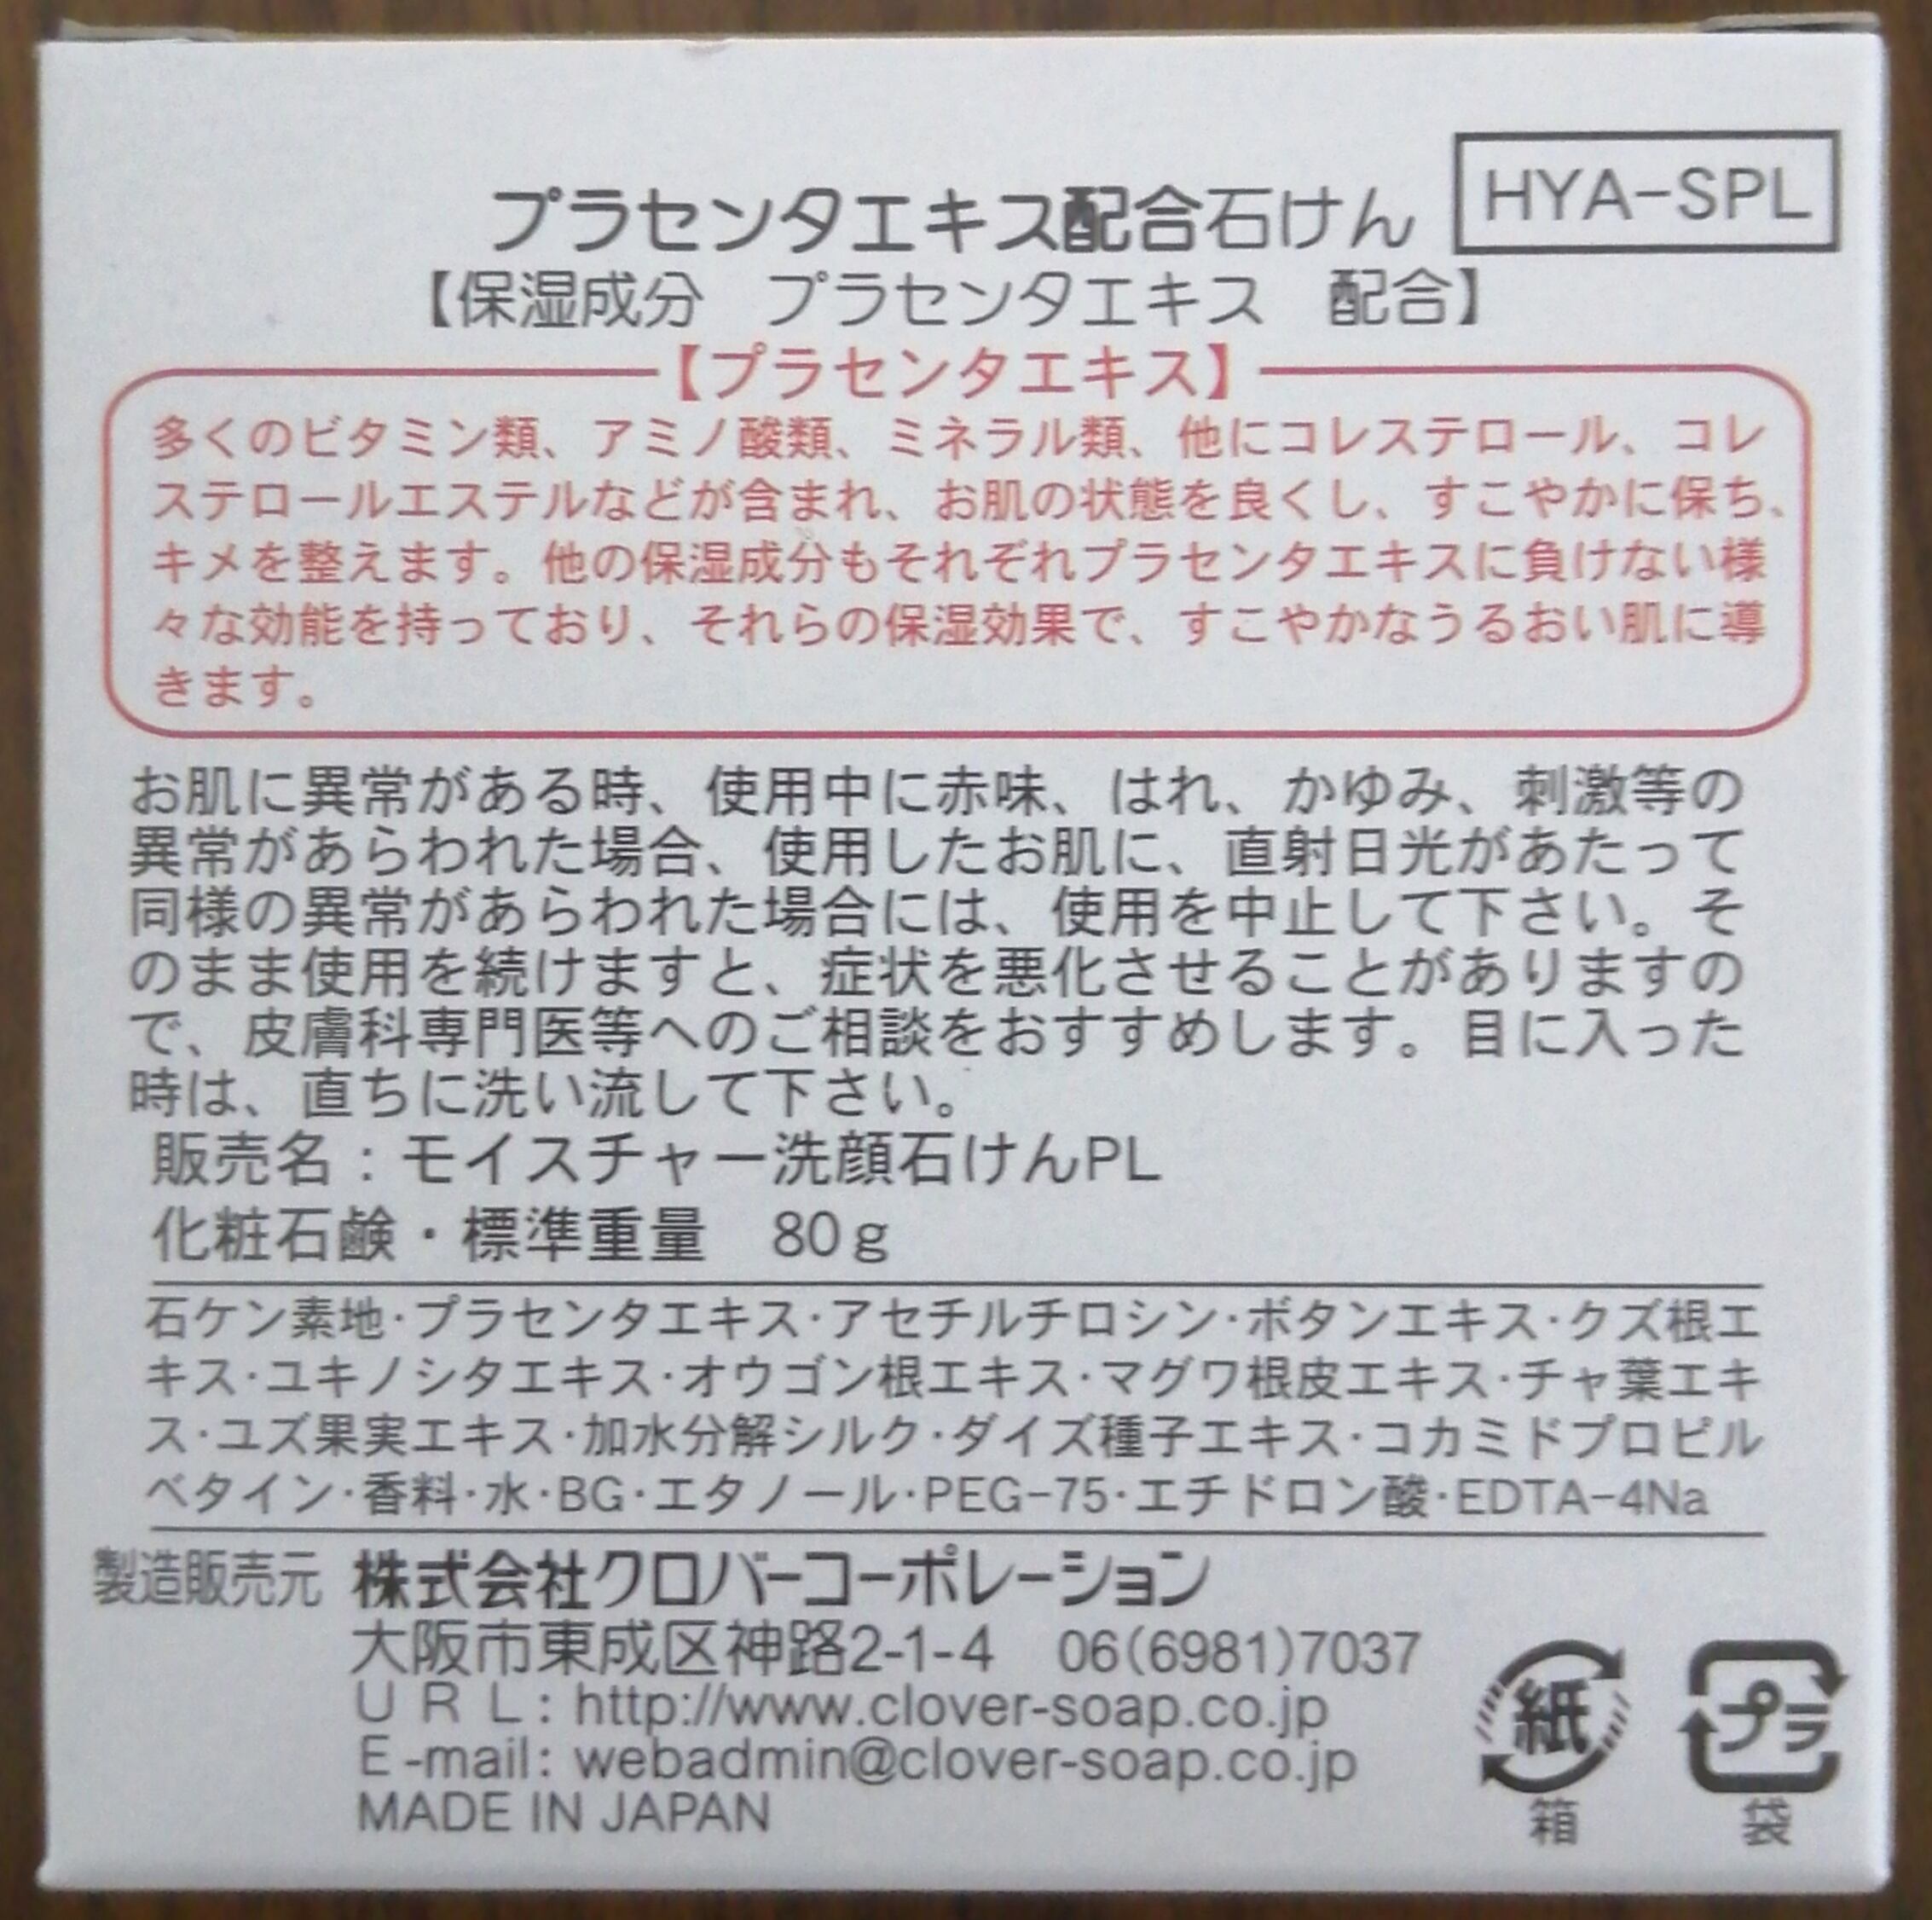 HYA-SPL
プラセンタエキス配合石けん
【保湿成分　プラセンタエキス　配合】
【プラセンタエキス】
多くのビタミン類、アミノ酸類、ミネラル類、他にコレステロール、コレ
ステロールエステルなどが含まれ、お肌の状態を良くし、すこやかに保ち、
キメを整えます。他の保湿成分もそれぞれプラセンタエキスに負けない様
々な効能を持っており、それらの保湿効果で、すこやかなうるおい肌に導
きます。
お肌に異常がある時、使用中に赤味、はれ、かゆみ、刺激等の
異常があらわれた場合、使用したお肌に、直射日光があたって
同様の異常があらわれた場合には、使用を中止して下さい。そ
のまま使用を続けますと、症状を悪化させることがありますの
で、皮膚科専門医等へのご相談をおすすめします。目に入った
時は、直ちに洗い流して下さい。
販売名：モイスチャー洗顔石けんPL
化粧石鹸・標準重量　80g
石ケン素地･プラセンタエキス･アセチルチロシン･ボタンエキス･クズ根エ
キス･ユキノシタエキス･オウゴン根エキス･マグワ根皮エキス･チャ葉エキ
ス･ユズ果実エキス･加水分解シルク･ダイズ種子エキス･コカミドプロピル
ベタイン･香料･水･BG･エタノール･PEG-75･エチドロン酸･EDTA-4Na
製造販売元 株式会社クロバーコーポレーション
大阪市東成区神路2-1-4　06(6981)7037
URL: http://www.clover-soap.co.jp
E-mail: webadmin@clover-soap.co.jp
MADE IN JAPAN
紙 プラ
箱 袋